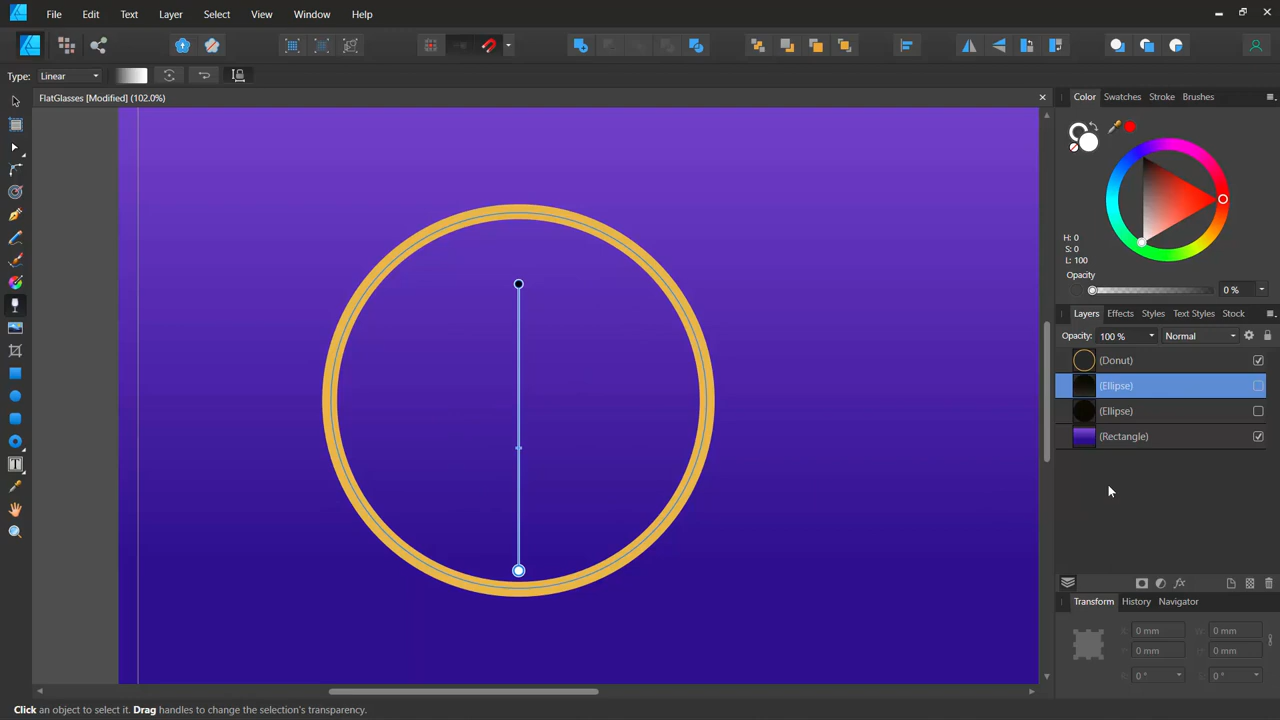 File Edit Text Layer Select View Window Help
Type: Linear
FlatGlasses [Modified] (102.0%)
Color Swatches Stroke Brushes
H: 0
S: 0
L: 100
Opacity
0 %
Layers Effects Styles Text Styles Stock
Opacity: 100 % Normal
(Donut)
(Ellipse)
(Ellipse)
(Rectangle)
Transform History Navigator
X: 0 mm W: 0 mm
Y: 0 mm H: 0 mm
R: 0 ° S: 0 °
Click an object to select it. Drag handles to change the selection's transparency.